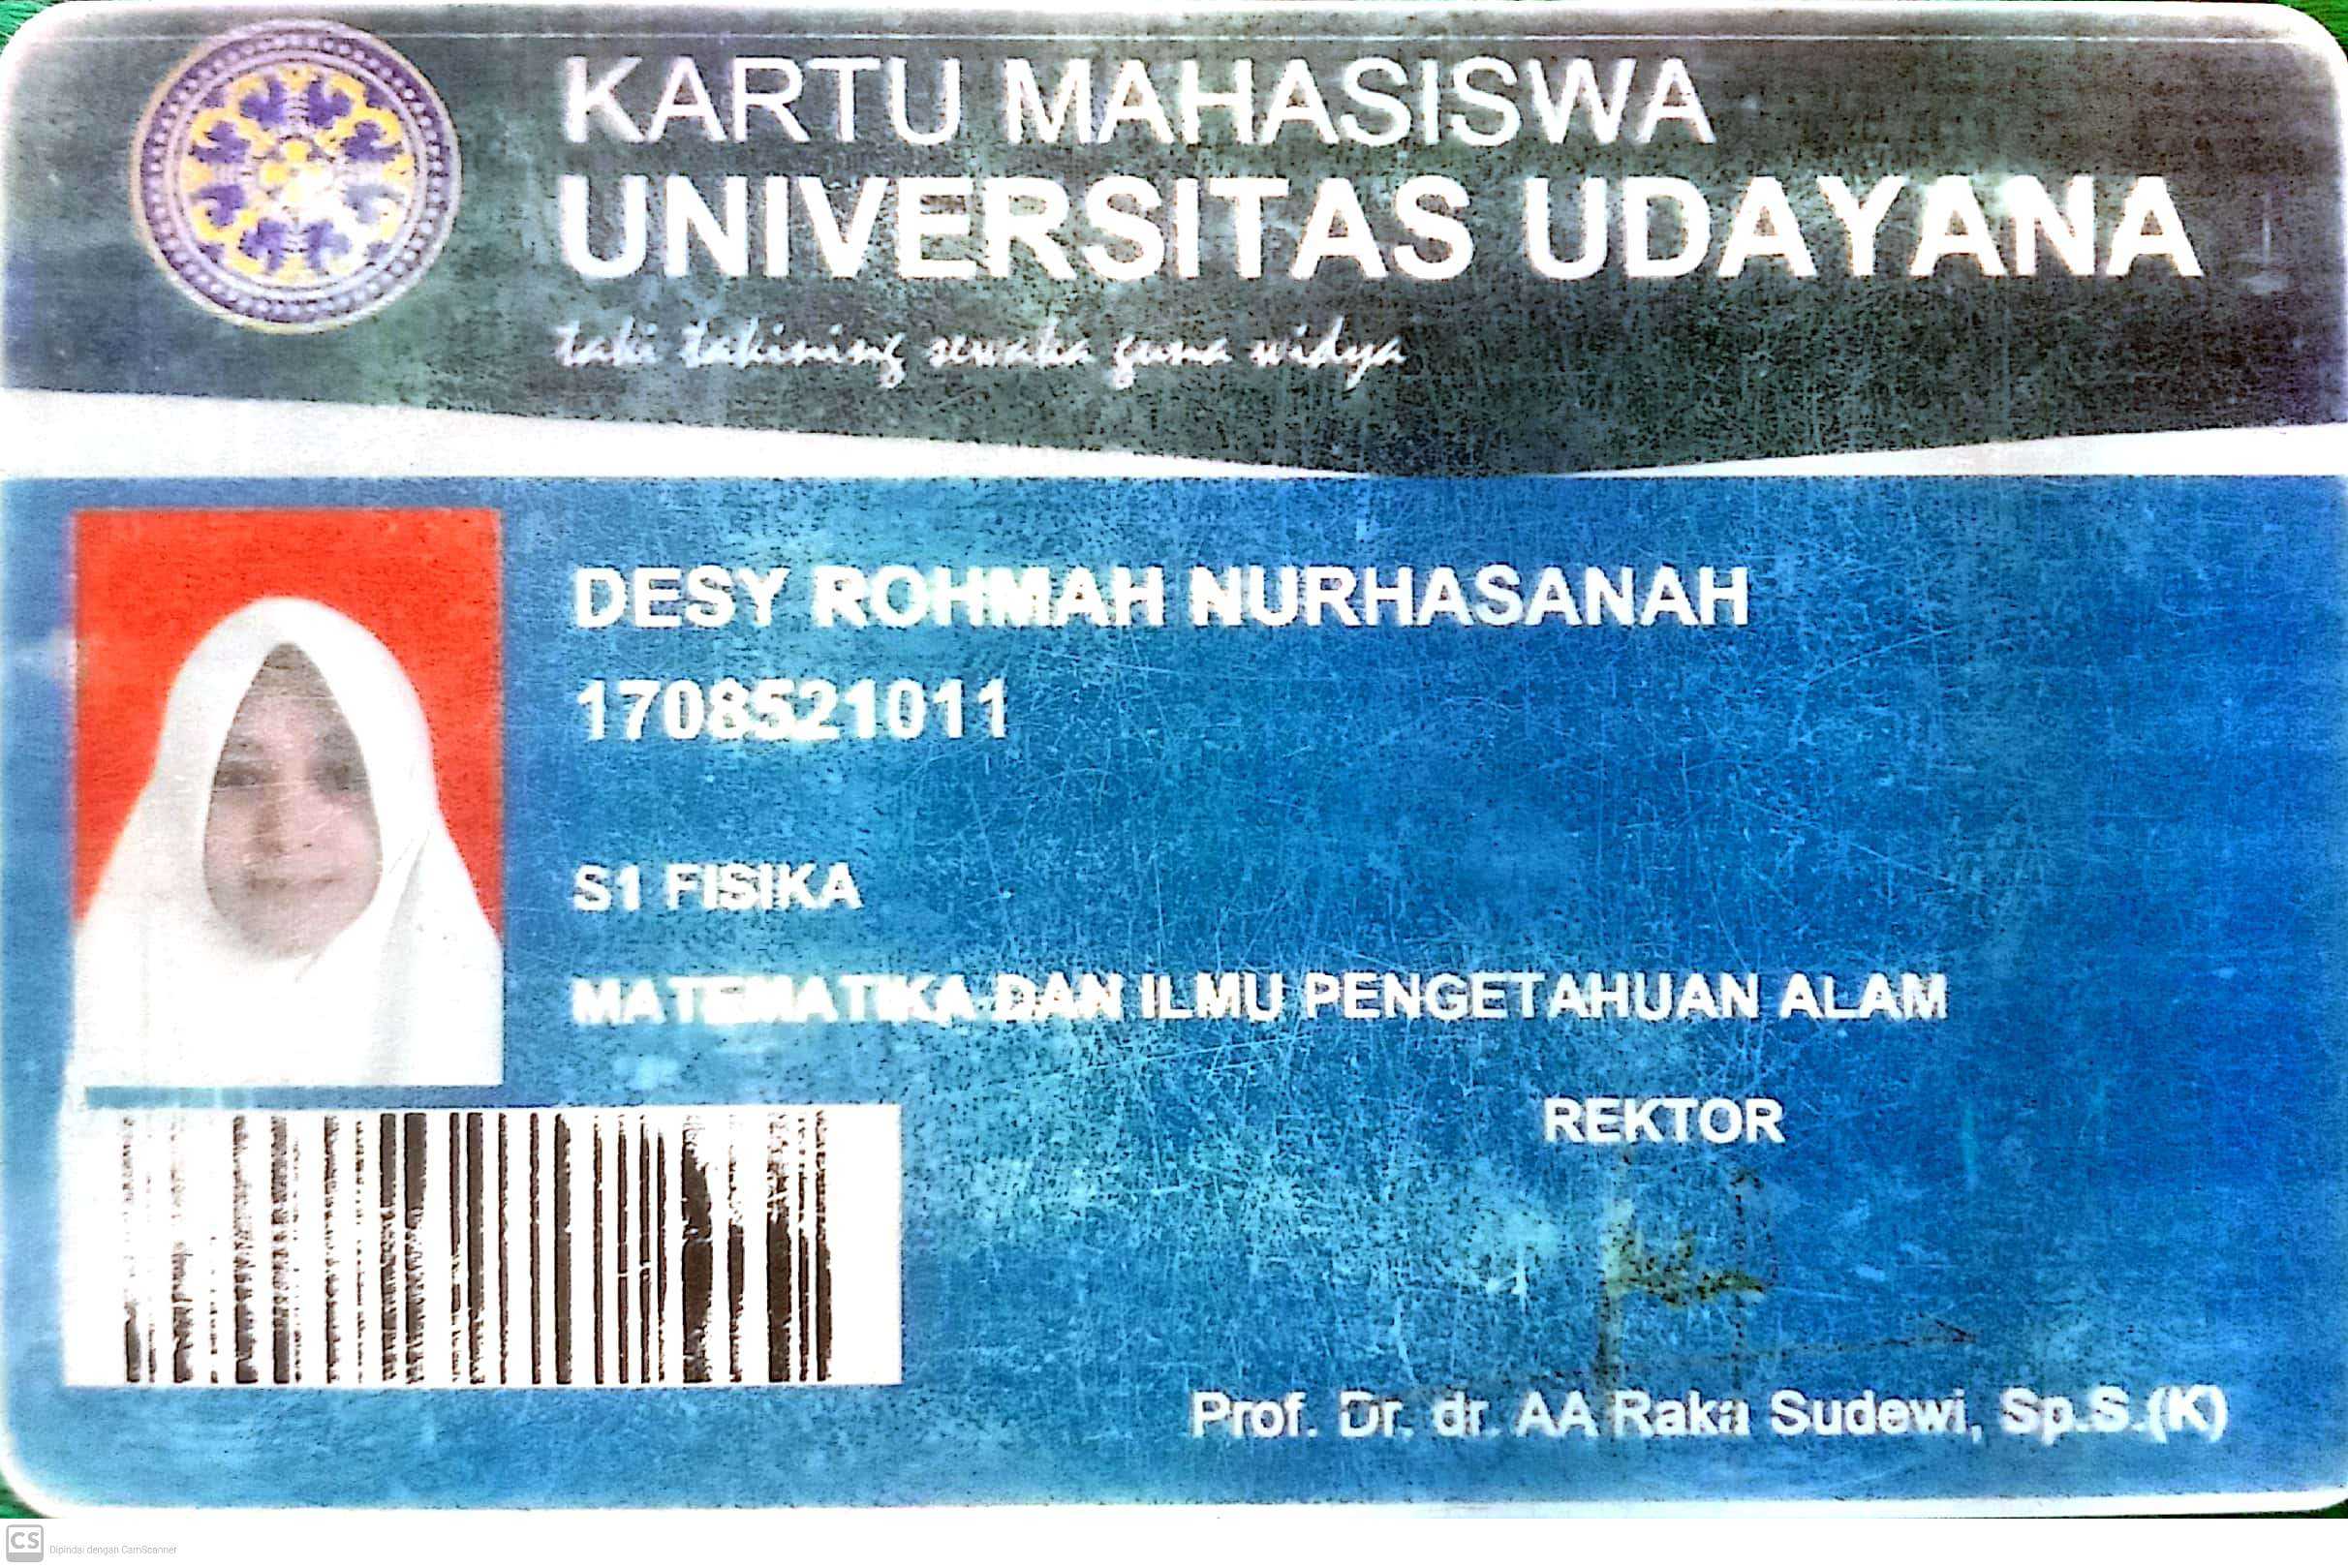 KARTU MAHASISWA
UNIVERSITAS UDAYANA
taki takining sewaka guna widya
DESY ROHMAH NURHASANAH
1708521011
S1 FISIKA
MATEMATIKA DAN ILMU PENGETAHUAN ALAM
REKTOR
Prof. Dr. dr. AA Raka Sudewi, Sp.S.(K)
CS Dipindai dengan CamScanner